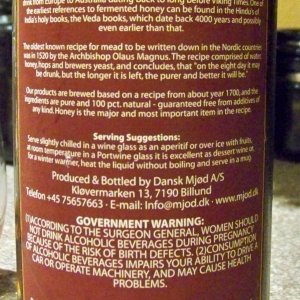 drink from Europe to Australia dating back to long before Viking Times. One of
the earliest references to fermented honey can be found in the Hindu's of
India's holy books, the Veda books, which date back 4000 years and possibly
even earlier than that.
The oldest known recipe for mead to be written down in the Nordic countries
was in 1520 by the Archbishop Olaus Magnus. The recipe comprised of nutri
honey, hops and brewers yeast, and concludes, that "on the eight day it may
be drunk, but the longer it is left, the purer and better it will be."
Our products are brewed based on a recipe from about year 1700, and the
ingredients are pure and 100 pct. natural - guaranteed free from additives of
any kind. Honey is the major and most important item in the recipe.
Serving Suggestions:
Serve slightly chilled in a wine glass as an aperitif or over ice with fruits.
at room temperature in a Portwine glass it is excellent as dessert wine or
for a winter warmer, heat the liquid without boiling and serve in a mug
Produced & Bottled by Dansk Mjød A/S
Kløvermarken 13, 7190 Billund
Telefon +45 75657663 · E-mail: Info@mjod.dk · www.mjod.dk
GOVERNMENT WARNING:
(1)ACCORDING TO THE SURGEON GENERAL, WOMEN SHOULD
NOT DRINK ALCOHOLIC BEVERAGES DURING PREGNANCY
BECAUSE OF THE RISK OF BIRTH DEFECTS. (2)CONSUMPTION
OF ALCOHOLIC BEVERAGES IMPAIRS YOUR ABILITY TO DRIVE A
CAR OR OPERATE MACHINERY, AND MAY CAUSE HEALTH
PROBLEMS.